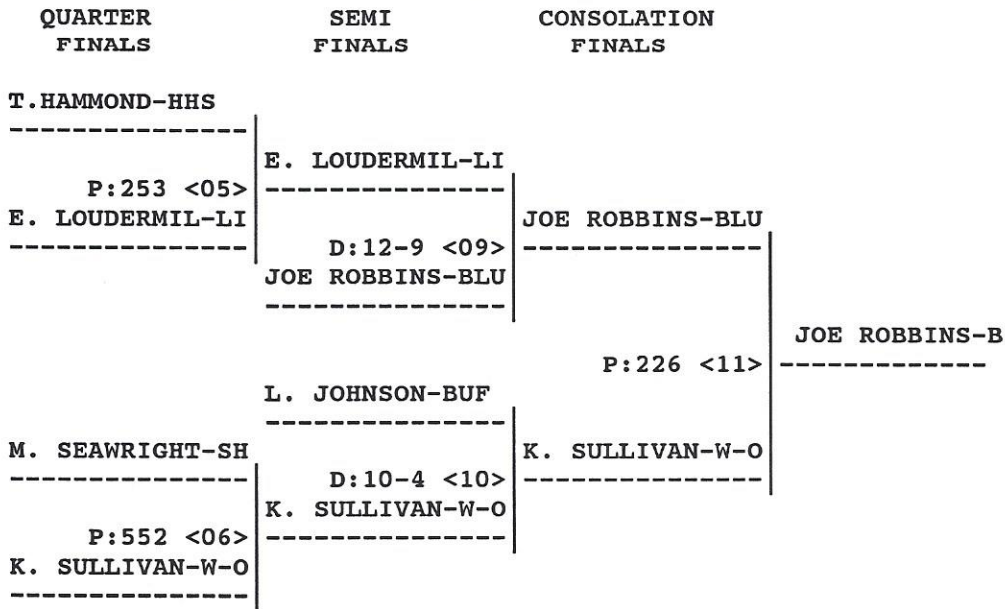 QUARTER SEMI CONSOLATION
FINALS FINALS FINALS
T.HAMMOND-HHS
E. LOUDERMIL-LI
P:253 <05>
E. LOUDERMIL-LI JOE ROBBINS-BLU
D:12-9 <09>
JOE ROBBINS-BLU
JOE ROBBINS-B
P:226 <11>
L. JOHNSON-BUF
M. SEAWRIGHT-SH K. SULLIVAN-W-O
D:10-4 <10>
K. SULLIVAN-W-O
P:552 <06>
K. SULLIVAN-W-O